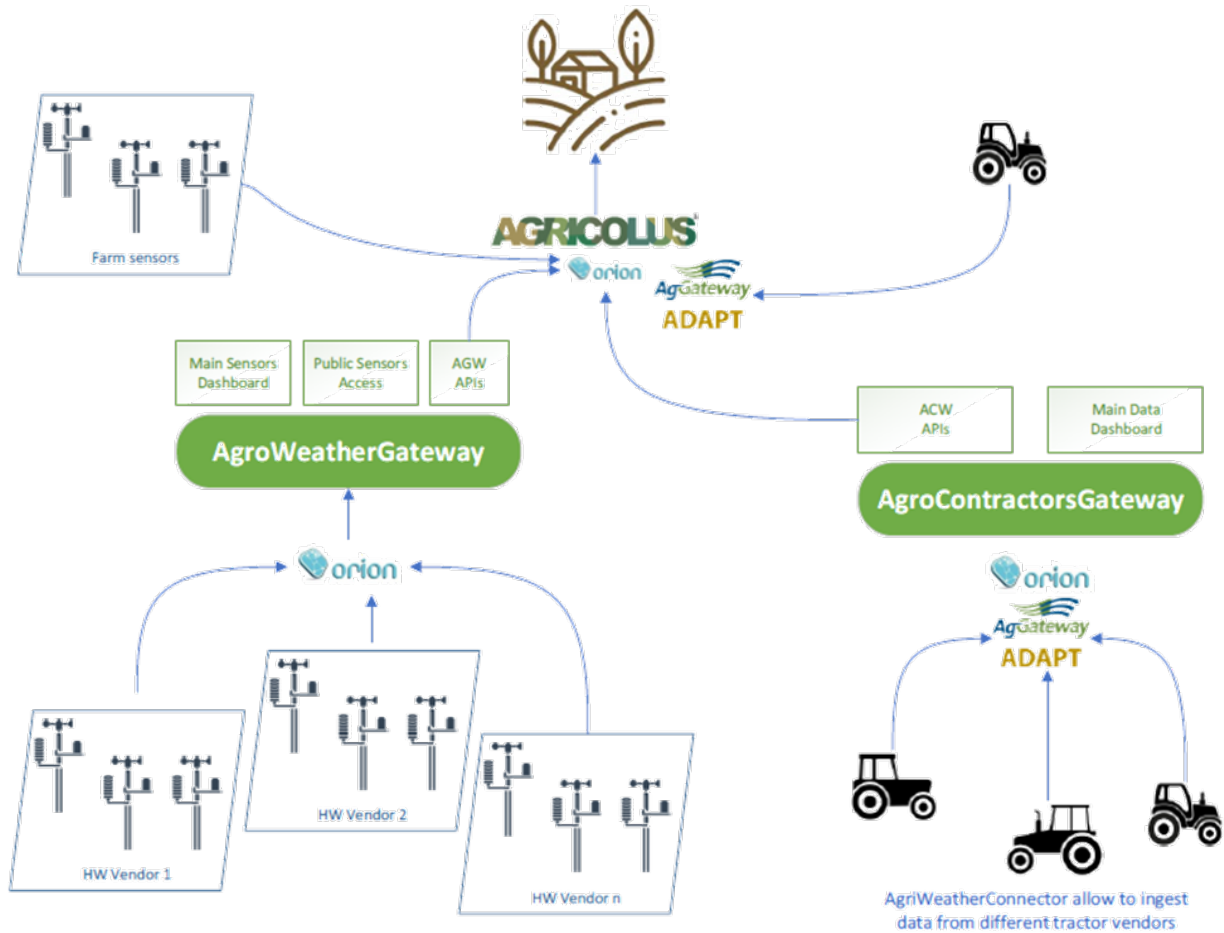 AGRICOLUS
Farm sensors
orion
AgGateway
ADAPT
Main Sensors
Dashboard
Public Sensors
Access
AGW
APIs
AgroWeatherGateway
ACW
APIs
Main Data
Dashboard
AgroContractorsGateway
orion
orion
AgGateway
ADAPT
HW Vendor 1
HW Vendor 2
HW Vendor n
AgriWeatherConnector allow to ingest
data from different tractor vendors